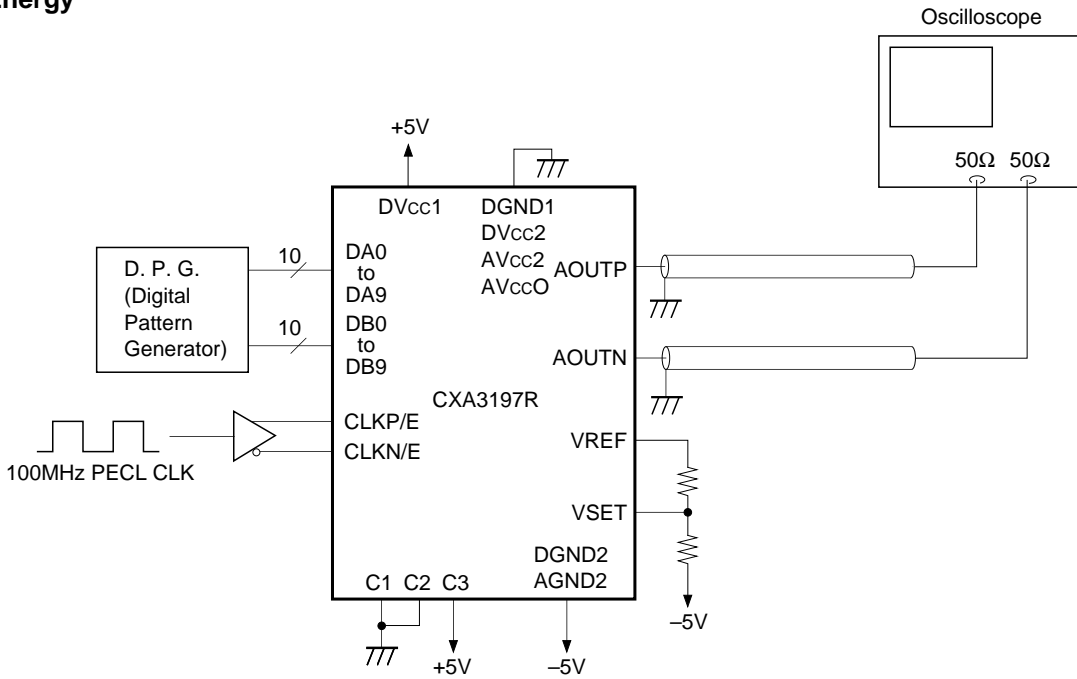 Energy
Oscilloscope
50Ω 50Ω
+5V
DVCC1
DGND1
DVCC2
AVCC2
AVCCO
AOUTP
D. P. G.
(Digital
Pattern
Generator)
10
DA0
to
DA9
10
DB0
to
DB9
AOUTN
CXA3197R
CLKP/E
CLKN/E
100MHz PECL CLK
VREF
VSET
DGND2
AGND2
C1 C2 C3
–5V
+5V
–5V